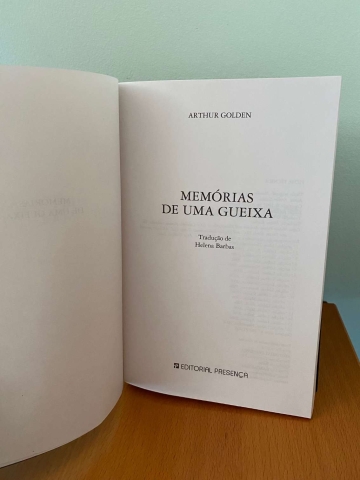 ARTHUR GOLDEN
MEMÓRIAS
DE UMA GUEIXA
Tradução de
Helena Barbas
EDITORIAL PRESENÇA